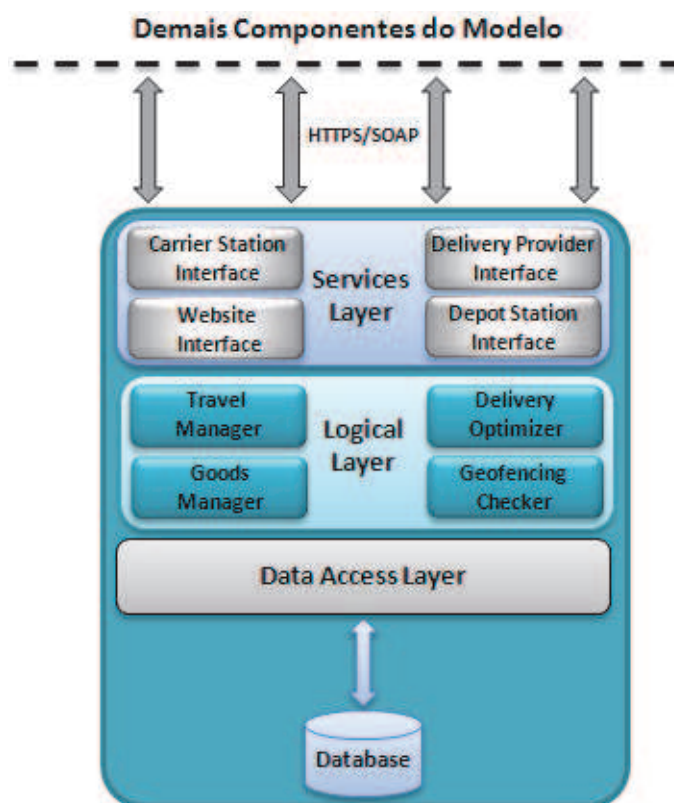 Demais Componentes do Modelo
HTTPS/SOAP
Carrier Station
Interface
Delivery Provider
Interface
Services
Layer
Website
Interface
Depot Station
Interface
Travel
Manager
Delivery
Optimizer
Logical
Layer
Goods
Manager
Geofencing
Checker
Data Access Layer
Database